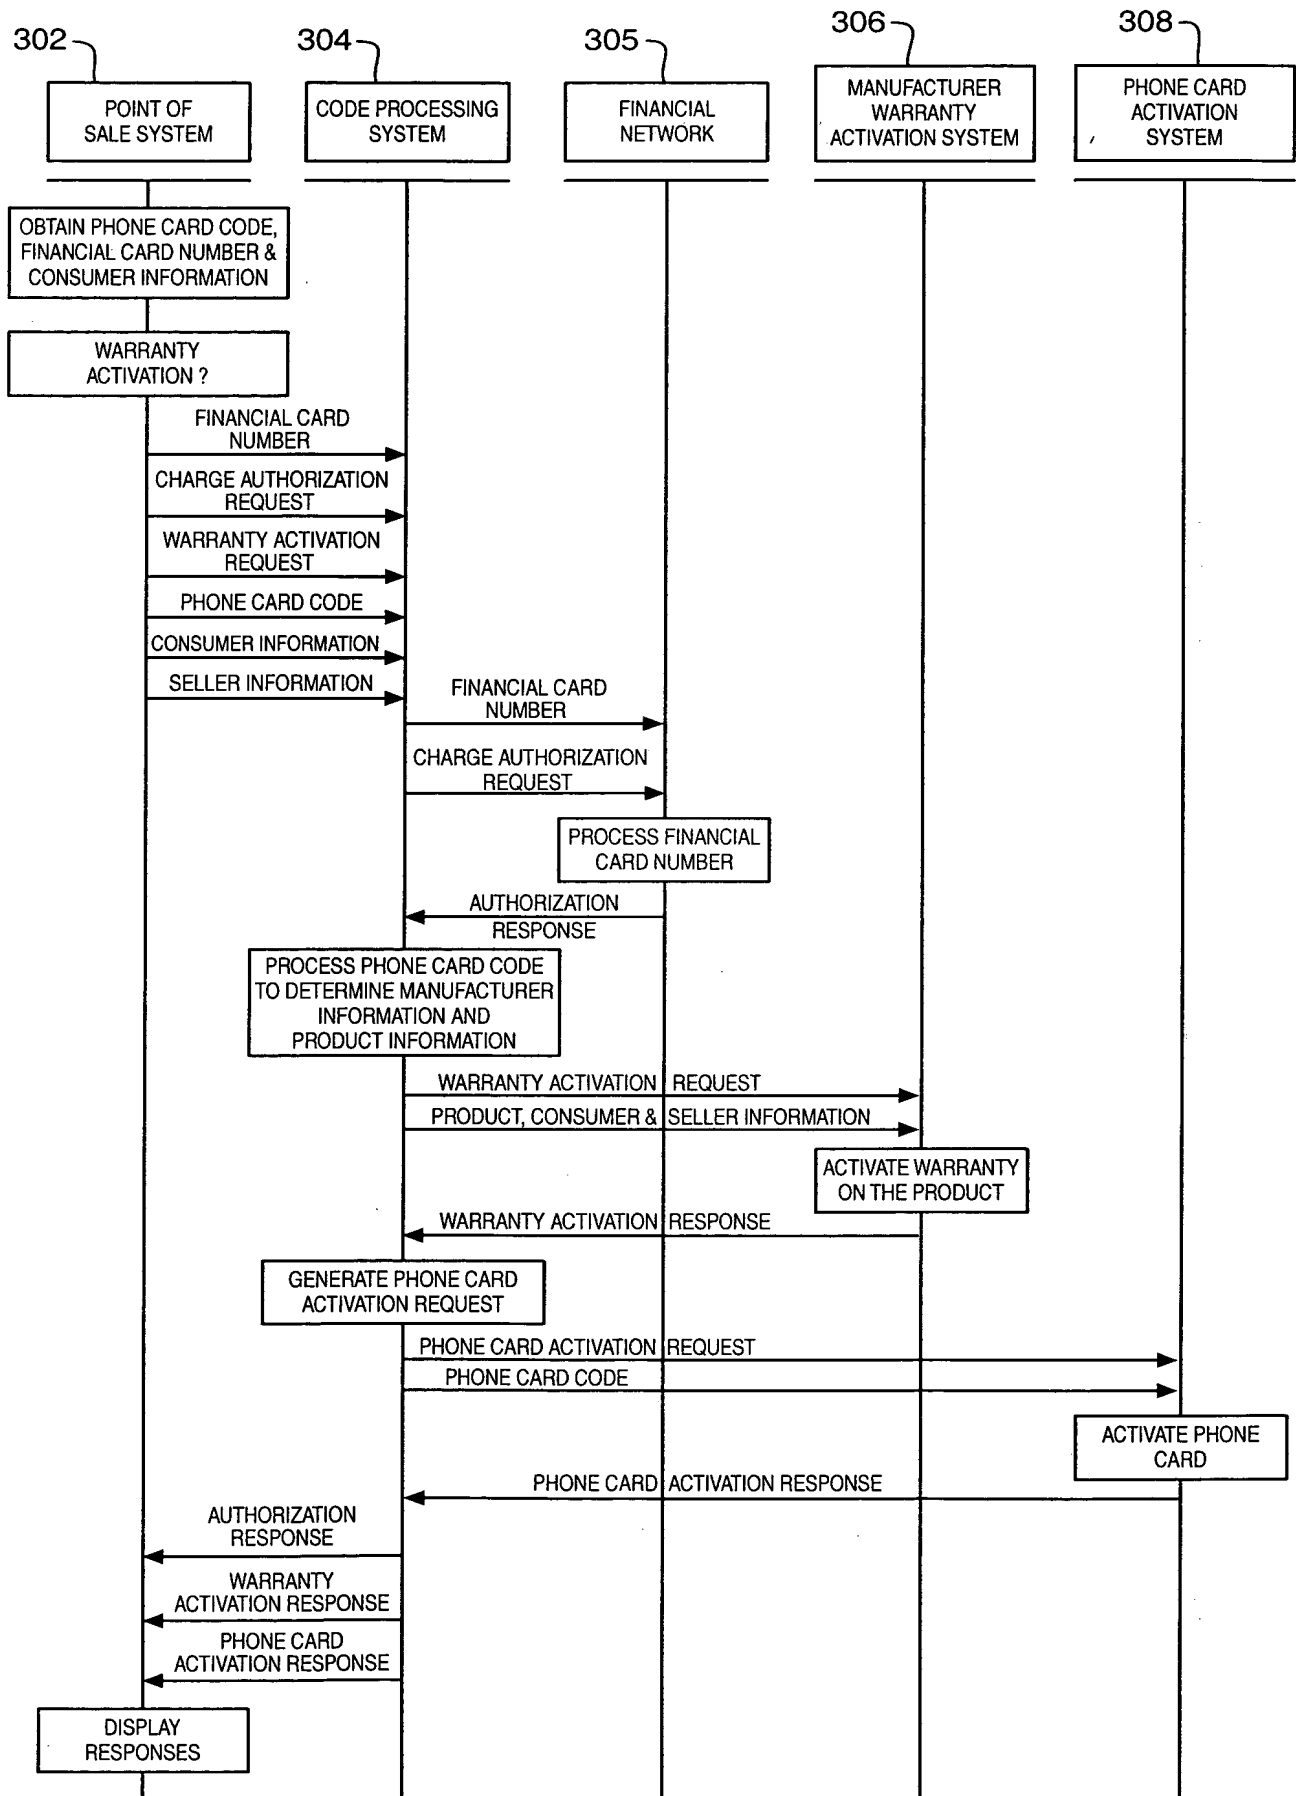 302
304
305
306
308
POINT OF
SALE SYSTEM
CODE PROCESSING
SYSTEM
FINANCIAL
NETWORK
MANUFACTURER
WARRANTY
ACTIVATION SYSTEM
PHONE CARD
ACTIVATION
SYSTEM
OBTAIN PHONE CARD CODE,
FINANCIAL CARD NUMBER &
CONSUMER INFORMATION
WARRANTY
ACTIVATION ?
FINANCIAL CARD
NUMBER
CHARGE AUTHORIZATION
REQUEST
WARRANTY ACTIVATION
REQUEST
PHONE CARD CODE
CONSUMER INFORMATION
SELLER INFORMATION
FINANCIAL CARD
NUMBER
CHARGE AUTHORIZATION
REQUEST
PROCESS FINANCIAL
CARD NUMBER
AUTHORIZATION
RESPONSE
PROCESS PHONE CARD CODE
TO DETERMINE MANUFACTURER
INFORMATION AND
PRODUCT INFORMATION
WARRANTY ACTIVATION REQUEST
PRODUCT, CONSUMER & SELLER INFORMATION
ACTIVATE WARRANTY
ON THE PRODUCT
WARRANTY ACTIVATION RESPONSE
GENERATE PHONE CARD
ACTIVATION REQUEST
PHONE CARD ACTIVATION REQUEST
PHONE CARD CODE
ACTIVATE PHONE
CARD
PHONE CARD ACTIVATION RESPONSE
AUTHORIZATION
RESPONSE
WARRANTY
ACTIVATION RESPONSE
PHONE CARD
ACTIVATION RESPONSE
DISPLAY
RESPONSES